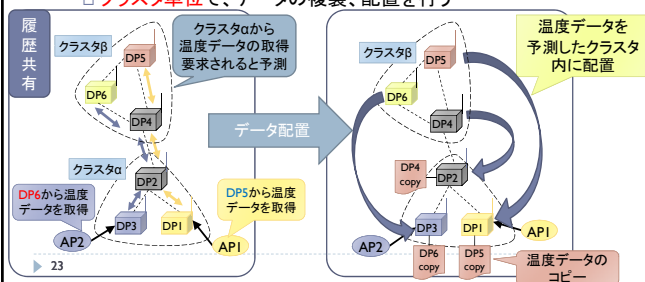 □ クラスタ単位で、データの複製、配置を行う
履
歴
共
有
クラスタβ
DP5
DP6
DP4
クラスタαから
温度データの取得
要求されると予測
クラスタα
DP2
DP3
DP1
DP6から温度
データを取得
DP5から温度
データを取得
AP2
AP1
データ配置
クラスタβ
DP5
DP6
DP4
温度データを
予測したクラスタ
内に配置
DP4
copy
DP2
DP3
DP1
AP2
AP1
DP6
copy
DP5
copy
温度データの
コピー
23